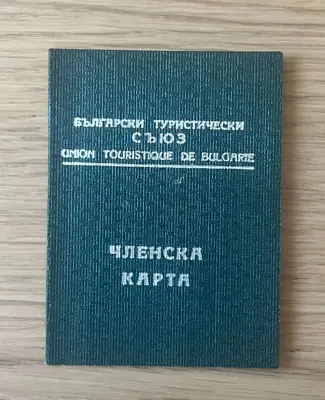 БЪЛГАРСКИ ТУРИСТИЧЕСКИ
СЪЮЗ
UNION TOURISTIQUE DE BULGARIE
ЧЛЕНСКА
КАРТА